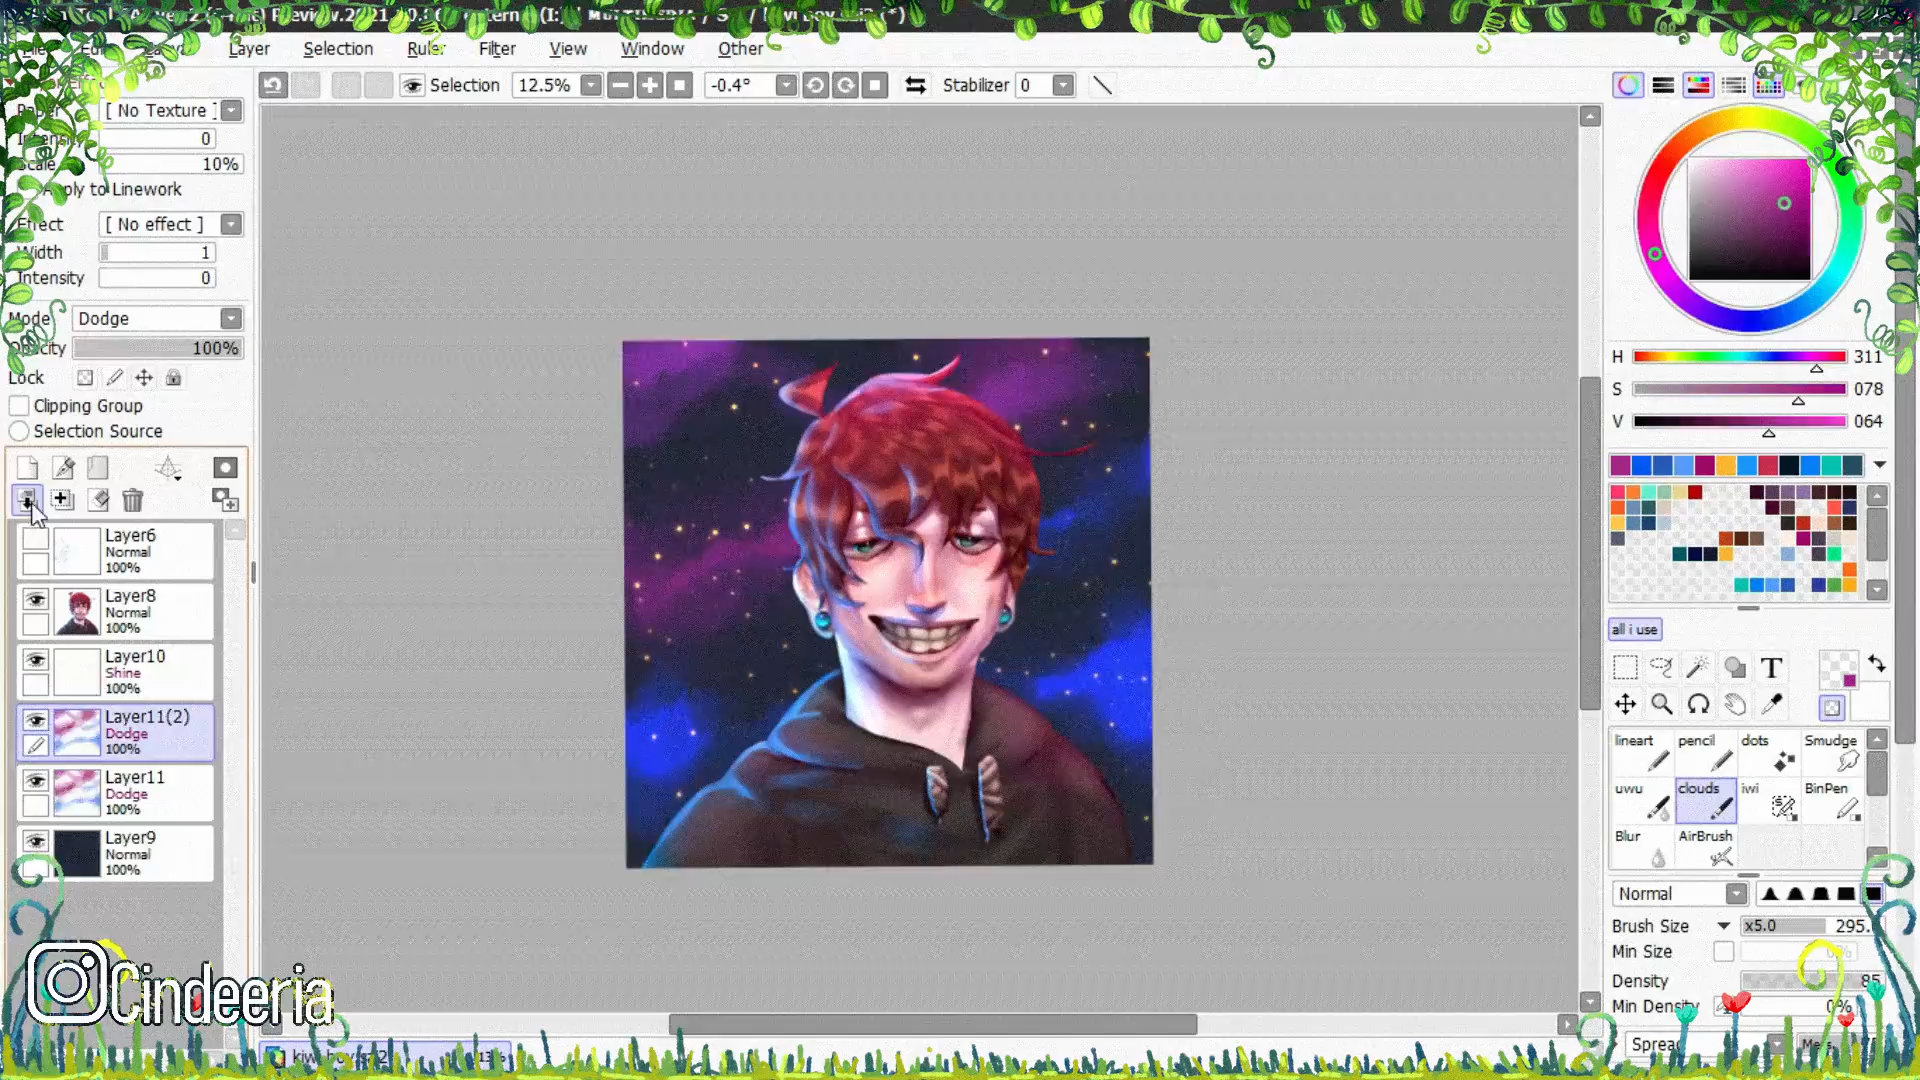 Layer Selection Ruler Filter View Window Other
Selection 12.5% -0.4° Stabilizer 0
Paper [ No Texture ]
Intensity 0
Scale 10%
Apply to Linework
Effect [ No effect ]
Width 1
Intensity 0
Mode Dodge
Opacity 100%
Lock
Clipping Group
Selection Source
Layer6
Normal
100%
Layer8
Normal
100%
Layer10
Shine
100%
Layer11(2)
Dodge
100%
Layer11
Dodge
100%
Layer9
Normal
100%
Cindeeria
H 311
S 078
V 064
all i use
T
lineart pencil dots Smudge
uwu clouds iwi BinPen
Blur AirBrush
Normal
Brush Size x5.0 295.
Min Size
Density 85
Min Density 0%
Spread
13%